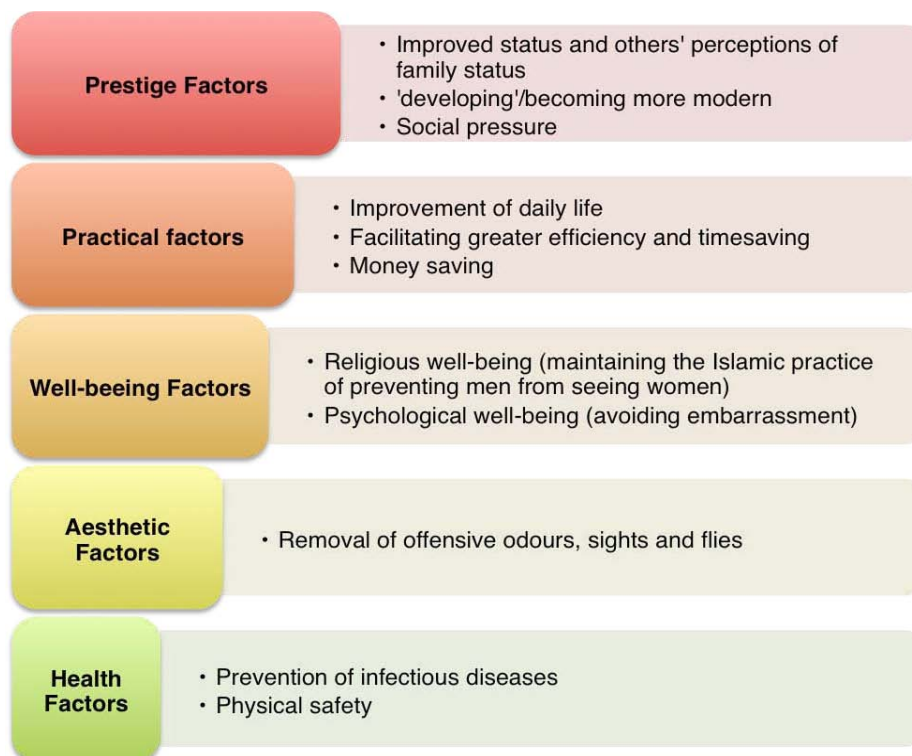 Prestige Factors
• Improved status and others' perceptions of
family status
• 'developing'/becoming more modern
• Social pressure
Practical factors
• Improvement of daily life
• Facilitating greater efficiency and timesaving
• Money saving
Well-beeing Factors
• Religious well-being (maintaining the Islamic practice
of preventing men from seeing women)
• Psychological well-being (avoiding embarrassment)
Aesthetic
Factors
• Removal of offensive odours, sights and flies
Health
Factors
• Prevention of infectious diseases
• Physical safety